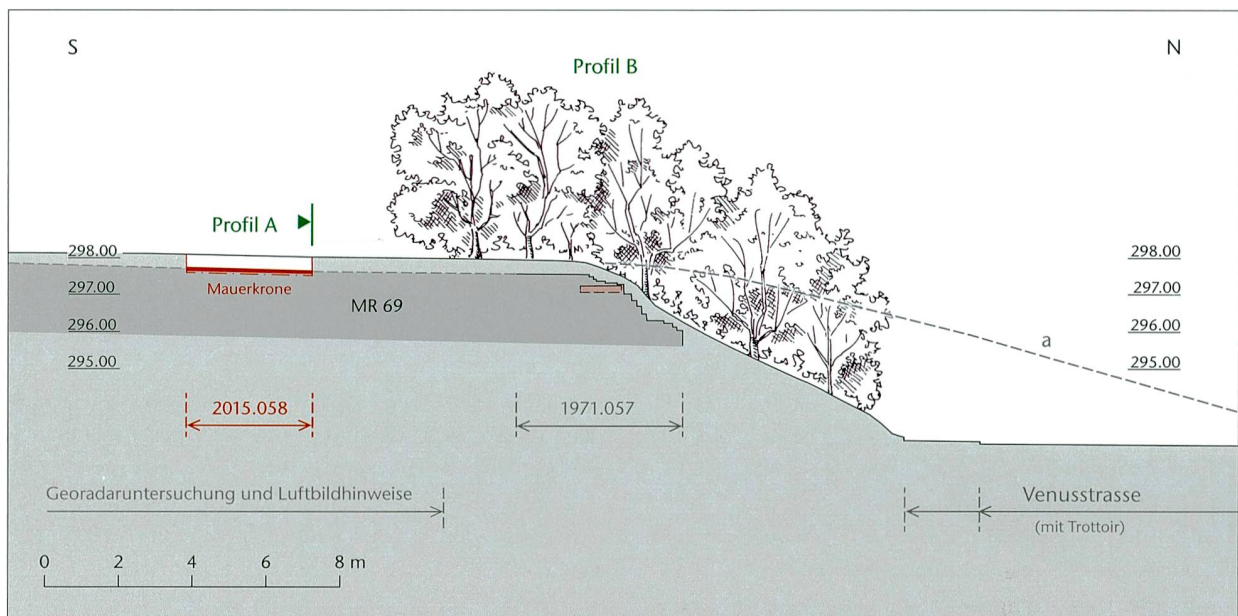 S
N
Profil B
Profil A
298.00
297.00
296.00
295.00
Mauerkrone
MR 69
298.00
297.00
296.00
295.00
a
2015.058
1971.057
Georadaruntersuchung und Luftbildhinweise
Venusstrasse
(mit Trottoir)
0 2 4 6 8 m